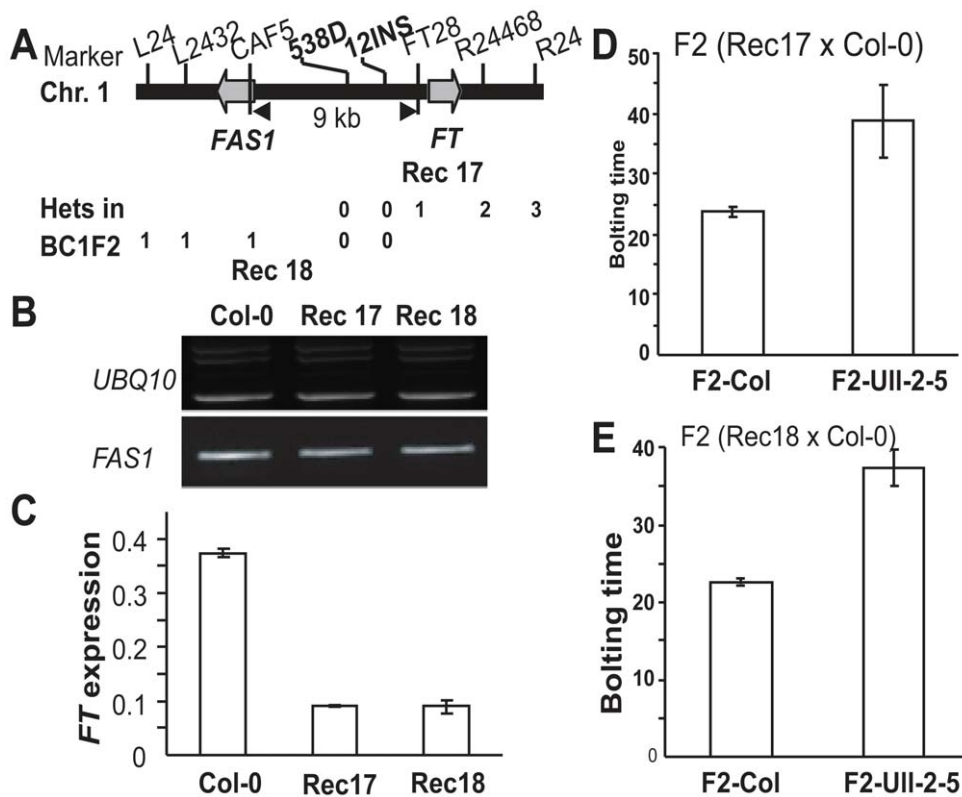 A
Marker L24 L2432 CAF5 538D 12INS FT28 R24468 R24
Chr. 1
9 kb
FAS1 FT
Rec 17
Hets in 0 0 1 2 3
BC1F2 1 1 1 0 0
Rec 18
B
Col-0 Rec 17 Rec 18
UBQ10
FAS1
C
FT expression
0.4
0.3
0.1
0
Col-0 Rec17 Rec18
D F2 (Rec17 x Col-0)
Bolting time
50
40
30
20
10
0
F2-Col F2-Ull-2-5
E F2 (Rec18 x Col-0)
Bolting time
40
30
20
10
0
F2-Col F2-Ull-2-5